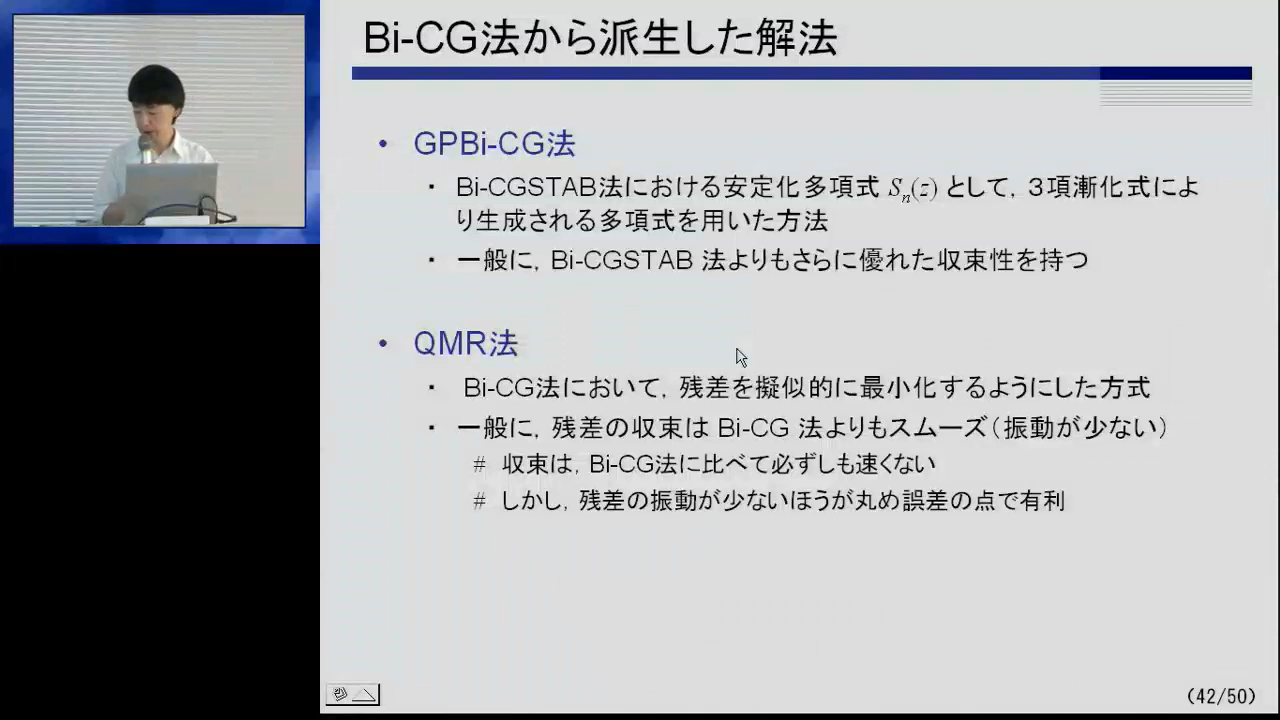 Bi-CG法から派生した解法
• GPBi-CG法
・ Bi-CGSTAB法における安定化多項式 Sn(z) として，３項漸化式によ
り生成される多項式を用いた方法
・ 一般に，Bi-CGSTAB 法よりもさらに優れた収束性を持つ
• QMR法
・ Bi-CG法において，残差を擬似的に最小化するようにした方式
・ 一般に，残差の収束は Bi-CG 法よりもスムーズ（振動が少ない）
# 収束は，Bi-CG法に比べて必ずしも速くない
# しかし，残差の振動が少ないほうが丸め誤差の点で有利
(42/50)